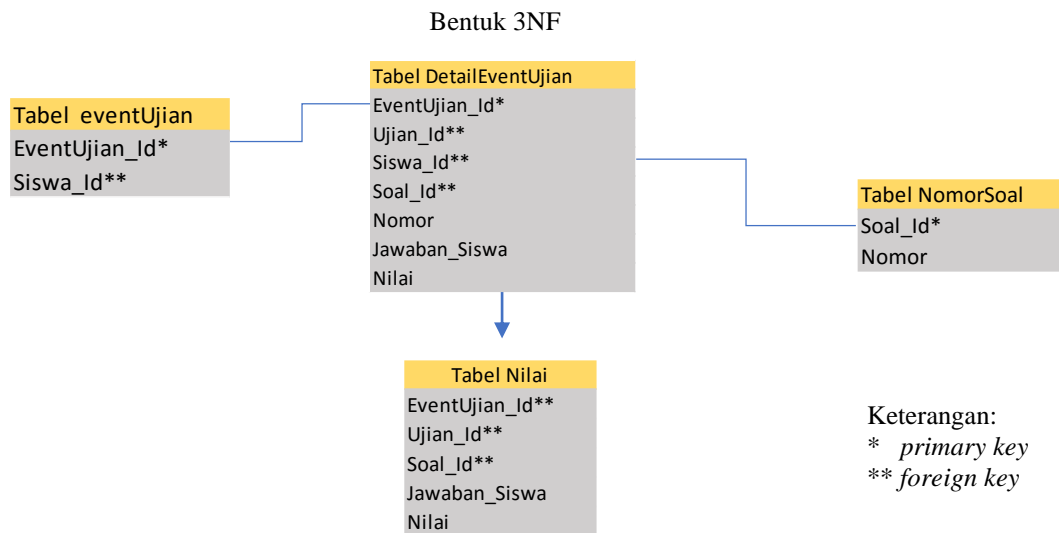 Bentuk 3NF
Tabel eventUjian
EventUjian_Id*
Siswa_Id**
Tabel DetailEventUjian
EventUjian_Id*
Ujian_Id**
Siswa_Id**
Soal_Id**
Nomor
Jawaban_Siswa
Nilai
Tabel NomorSoal
Soal_Id*
Nomor
Tabel Nilai
EventUjian_Id**
Ujian_Id**
Soal_Id**
Jawaban_Siswa
Nilai
Keterangan:
* primary key
** foreign key